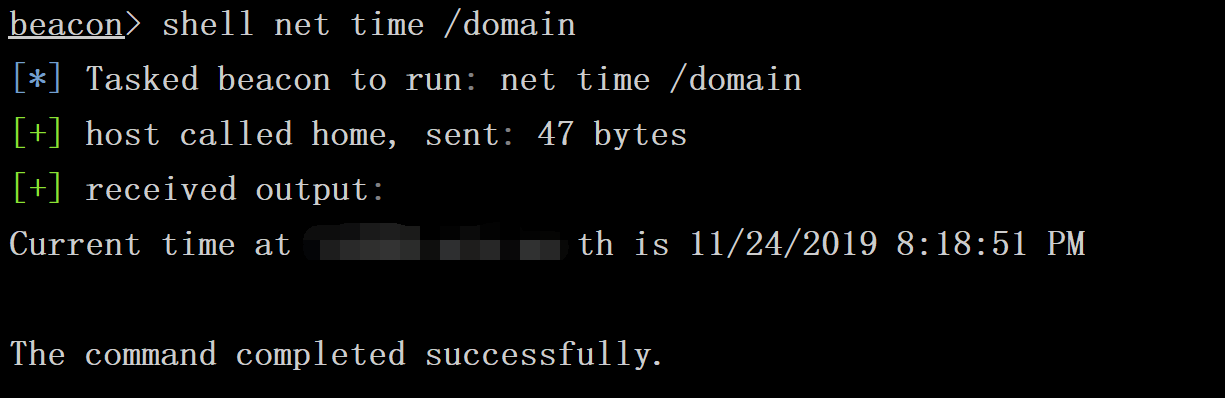 beacon> shell net time /domain
[*] Tasked beacon to run: net time /domain
[+] host called home, sent: 47 bytes
[+] received output:
Current time at th is 11/24/2019 8:18:51 PM
The command completed successfully.